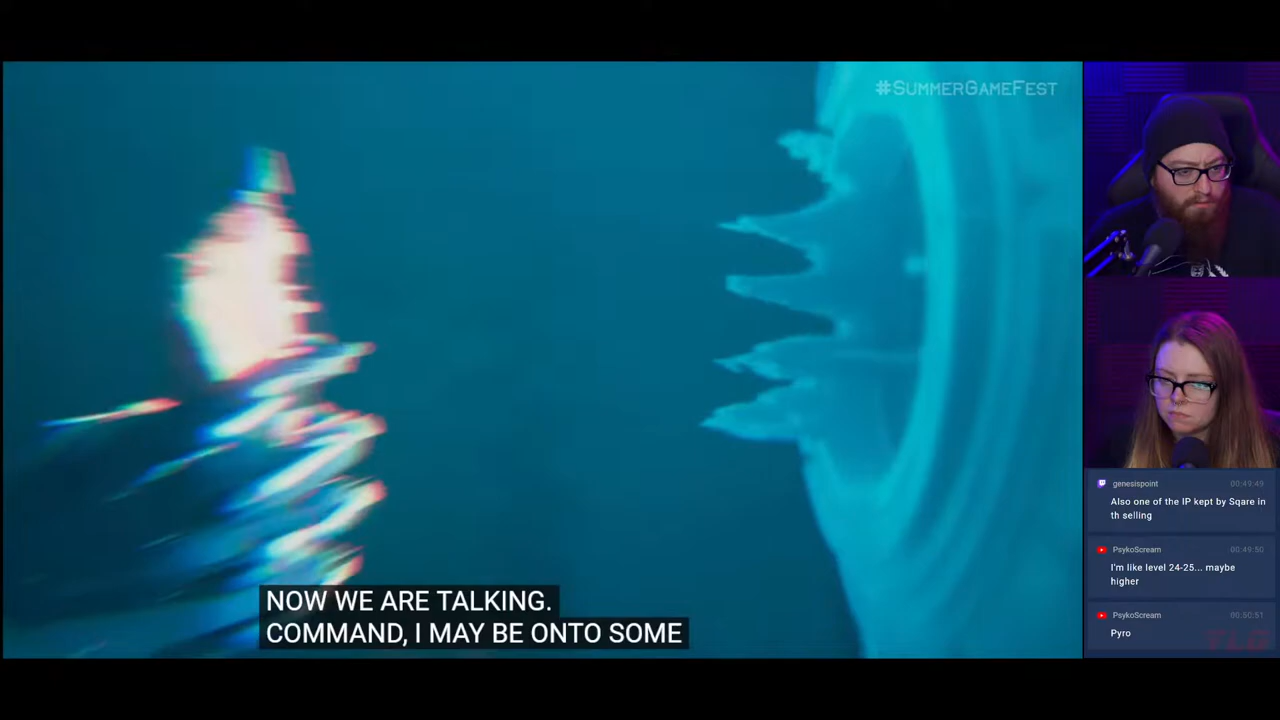 #SUMMERGAMEFEST
NOW WE ARE TALKING.
COMMAND, I MAY BE ONTO SOME
genesispoint 00:49:49
Also one of the IP kept by Sqare in
th selling
PsykoScream 00:49:50
I'm like level 24-25... maybe
higher
PsykoScream 00:50:51
Pyro
TLG